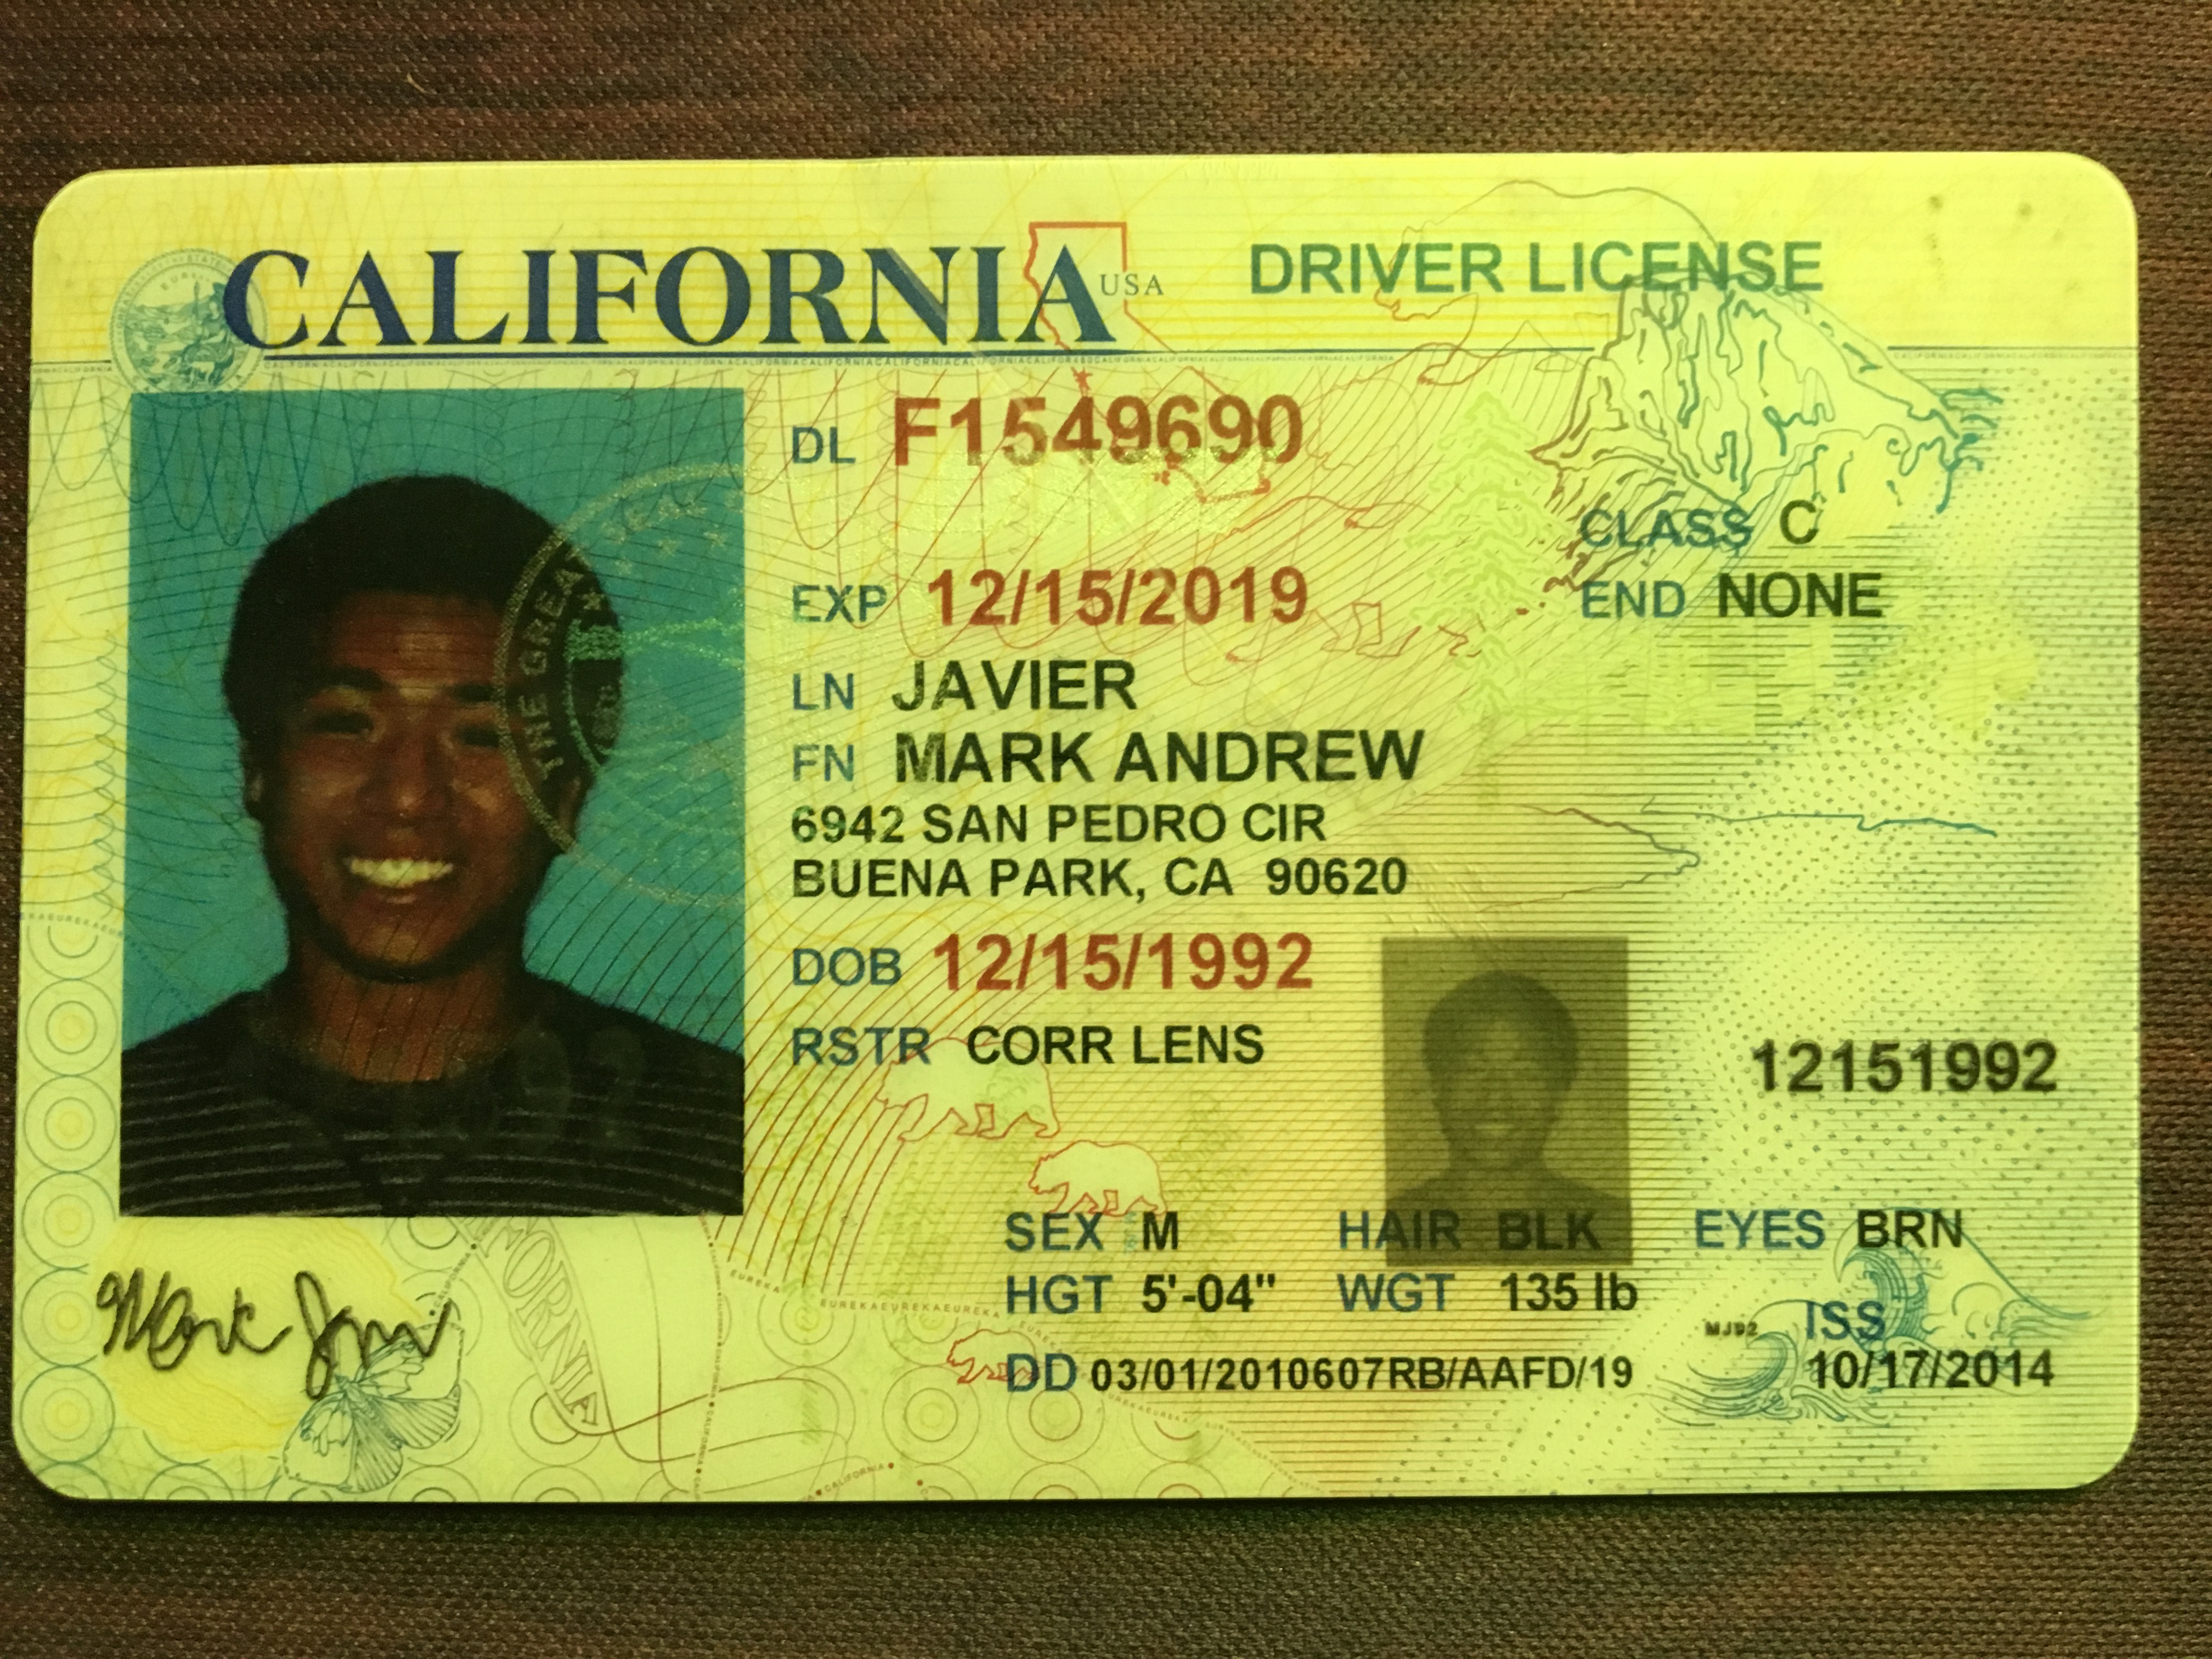 CALIFORNIA USA DRIVER LICENSE
DL F1549690 CLASS C
EXP 12/15/2019 END NONE
LN JAVIER
FN MARK ANDREW
6942 SAN PEDRO CIR
BUENA PARK, CA 90620
DOB 12/15/1992
RSTR CORR LENS 12151992
SEX M HAIR BLK EYES BRN
HGT 5'-04" WGT 135 lb ISS
DD 03/01/2010607RB/AAFD/19 10/17/2014
THE GREAT SEAL